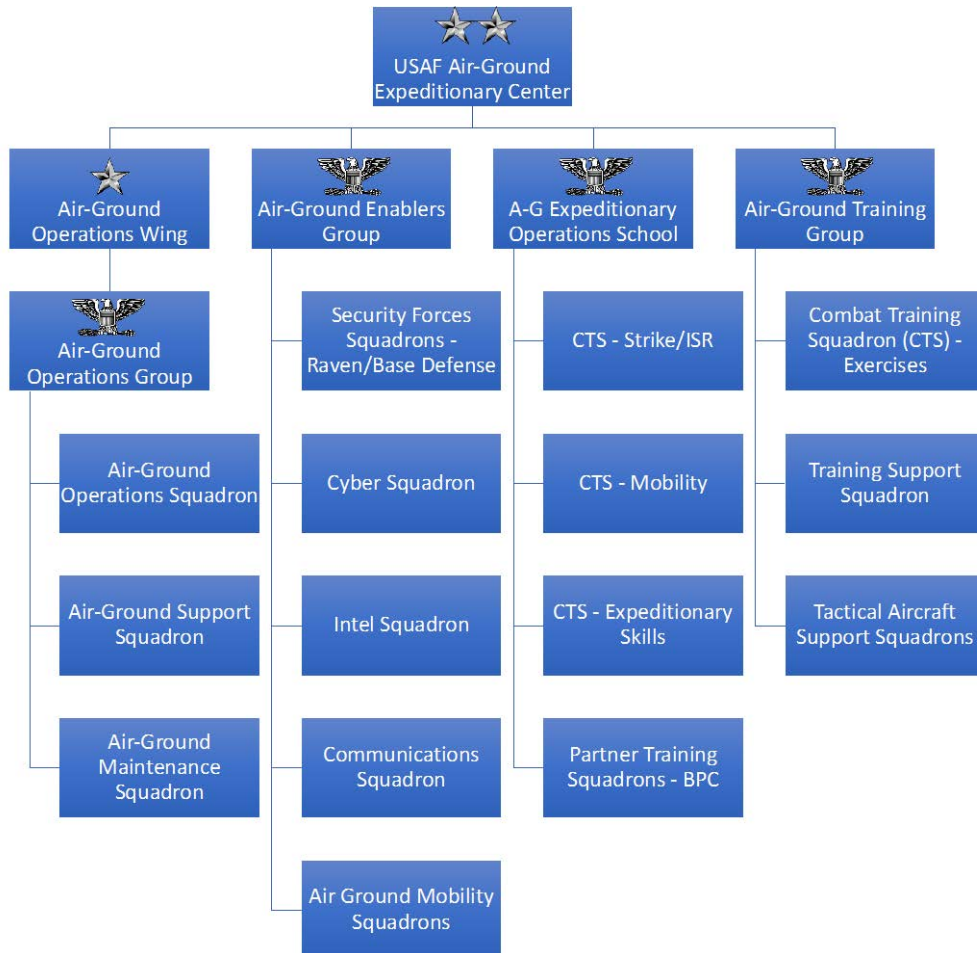 USAF Air-Ground
Expeditionary Center
Air-Ground
Operations Wing
Air-Ground Enablers
Group
A-G Expeditionary
Operations School
Air-Ground Training
Group
Air-Ground
Operations Group
Security Forces
Squadrons -
Raven/Base Defense
CTS - Strike/ISR
Combat Training
Squadron (CTS) -
Exercises
Air-Ground
Operations Squadron
Cyber Squadron
CTS - Mobility
Training Support
Squadron
Air-Ground Support
Squadron
Intel Squadron
CTS - Expeditionary
Skills
Tactical Aircraft
Support Squadrons
Air-Ground
Maintenance
Squadron
Communications
Squadron
Partner Training
Squadrons - BPC
Air Ground Mobility
Squadrons